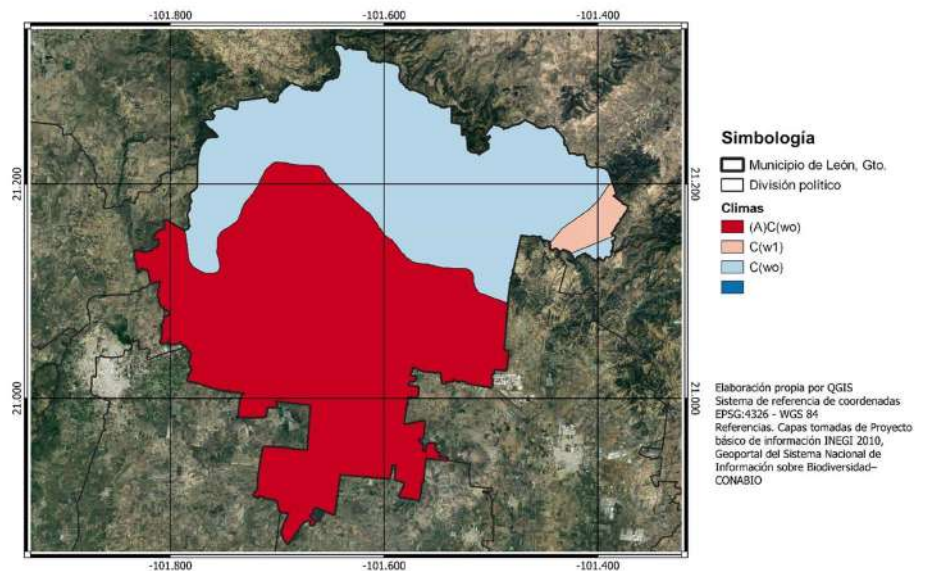 -101.800
-101.600
-101.400
21.200
21.200
21.000
21.000
-101.800
-101.600
-101.400
Simbología
Municipio de León, Gto.
División político
Climas
(A)C(wo)
C(w1)
C(wo)
Elaboración propia por QGIS
Sistema de referencia de coordenadas
EPSG:4326 - WGS 84
Referencias. Capas tomadas de Proyecto
básico de información INEGI 2010,
Geoportal del Sistema Nacional de
Información sobre Biodiversidad–
CONABIO